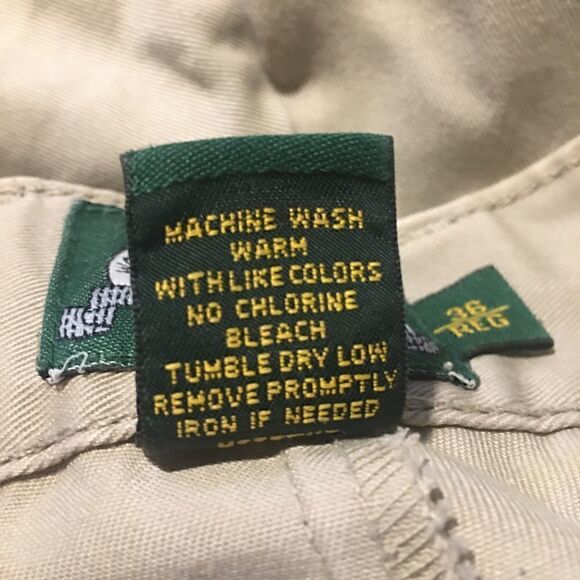 MACHINE WASH
WARM
WITH LIKE COLORS
NO CHLORINE
BLEACH
TUMBLE DRY LOW
REMOVE PROMPTLY
IRON IF NEEDED
36
REG